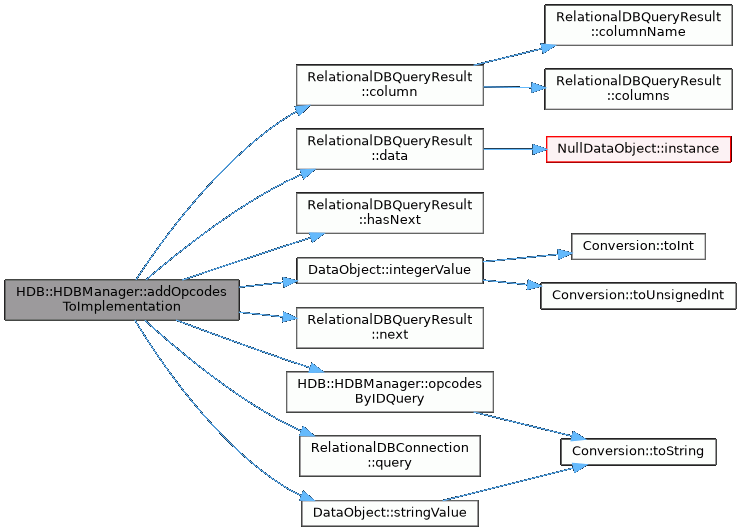 HDB::HDBManager::addOpcodes
ToImplementation
RelationalDBQueryResult
::column
RelationalDBQueryResult
::columnName
RelationalDBQueryResult
::columns
RelationalDBQueryResult
::data
NullDataObject::instance
RelationalDBQueryResult
::hasNext
DataObject::integerValue
Conversion::toInt
Conversion::toUnsignedInt
RelationalDBQueryResult
::next
HDB::HDBManager::opcodes
ByIDQuery
Conversion::toString
RelationalDBConnection
::query
DataObject::stringValue